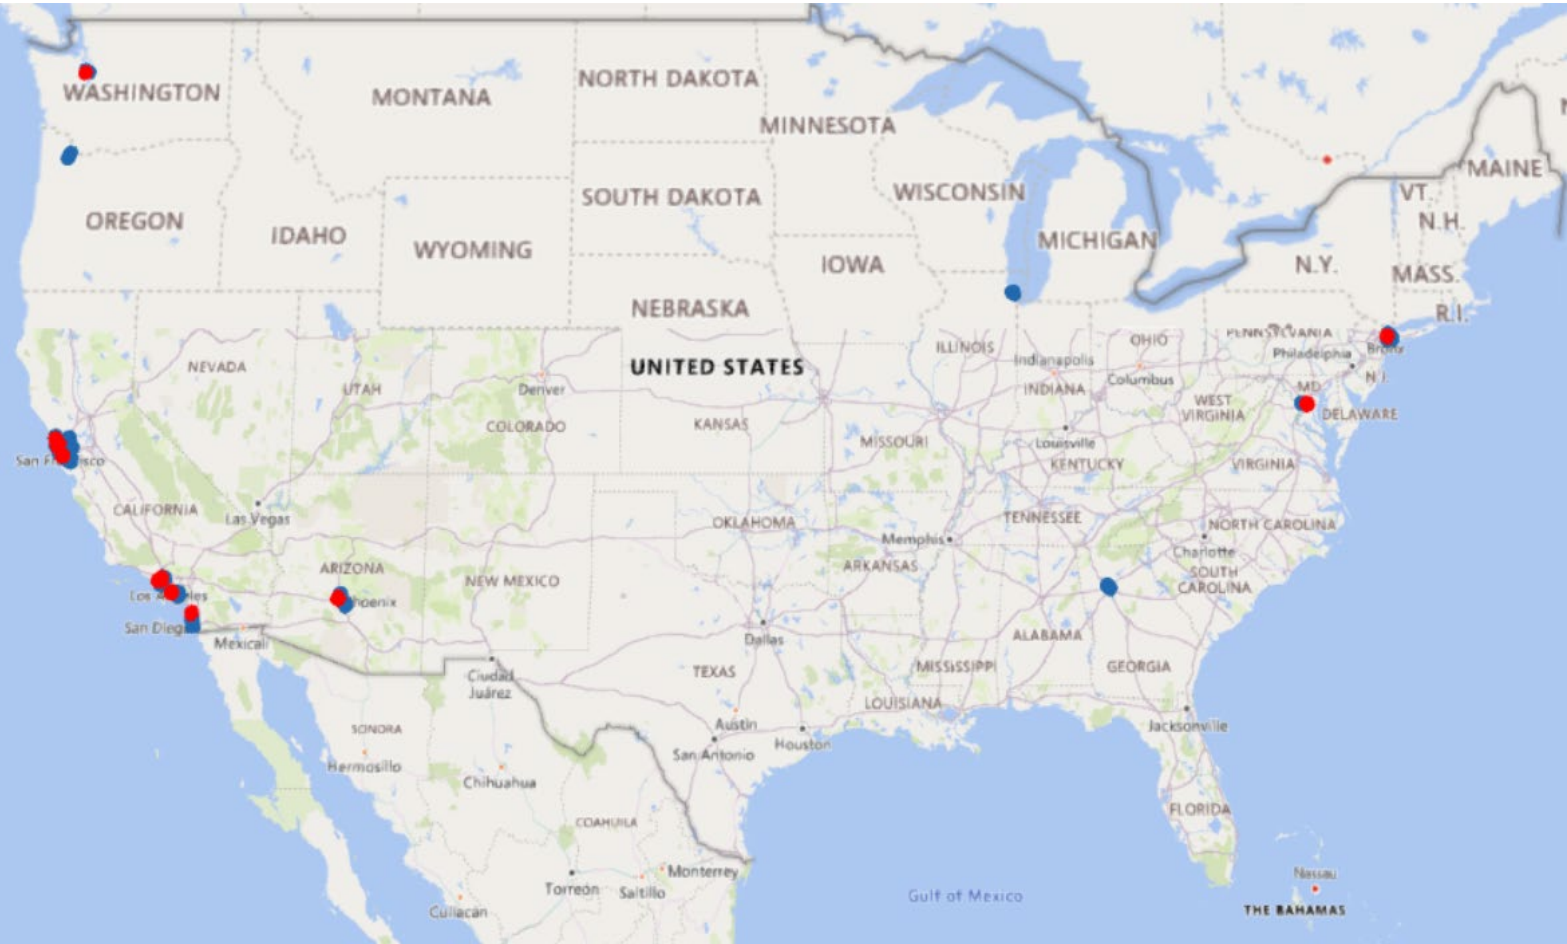 WASHINGTON
MONTANA
NORTH DAKOTA
MINNESOTA
MAINE
VT.
N.H.
OREGON
IDAHO
WYOMING
SOUTH DAKOTA
WISCONSIN
MICHIGAN
IOWA
N.Y.
MASS.
R.I.
NEBRASKA
NEVADA
UTAH
Denver
COLORADO
UNITED STATES
KANSAS
ILLINOIS
Indianapolis
INDIANA
OHIO
Columbus
PENNSYLVANIA
Philadelphia
N.J.
MD
DELAWARE
WEST
VIRGINIA
MISSOURI
Louisville
KENTUCKY
VIRGINIA
CALIFORNIA
Las Vegas
ARIZONA
NEW MEXICO
OKLAHOMA
Memphis
ARKANSAS
TENNESSEE
NORTH CAROLINA
Charlotte
SOUTH
CAROLINA
San Dieg
Mexicali
Dallas
ALABAMA
MISSISSIPPI
GEORGIA
Ciudad
Juárez
TEXAS
LOUISIANA
Jacksonville
SONORA
Hermosillo
Chihuahua
Austin
San Antonio
Houston
FLORIDA
COAHUILA
Torreón
Saltillo
Monterrey
Culiacán
Gulf of Mexico
Nassau
THE BAHAMAS